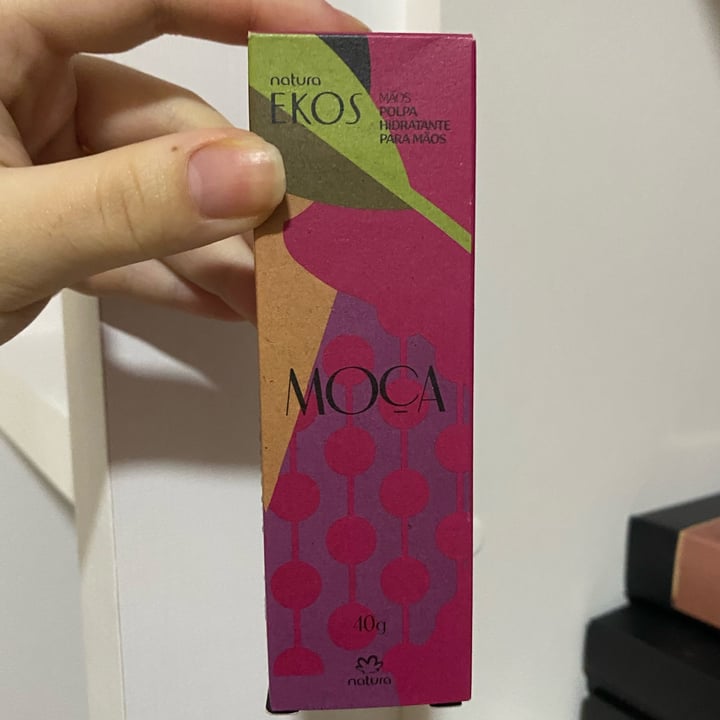 natura
EKOS
MÃOS
POLPA
HIDRATANTE
PARA MÃOS
MOÇA
40g
natura